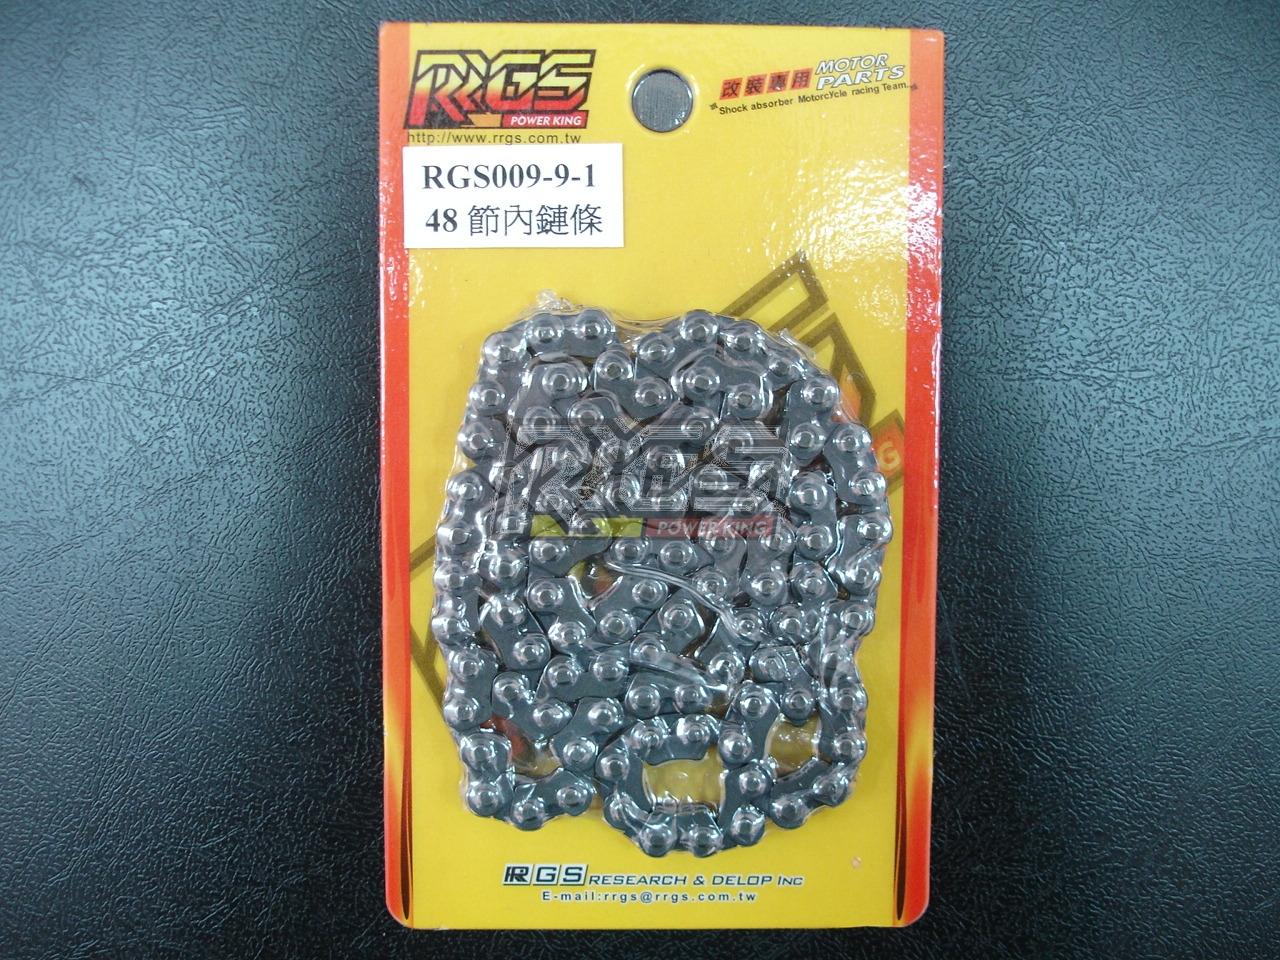 RRGS
POWER KING
http://www.rrgs.com.tw
改裝專用 MOTOR PARTS
Shock absorber Motorcycle racing Team.
RGS009-9-1
48 節內鏈條
RRGS
POWER KING
RRGS RESEARCH & DELOP INC
E-mail:rrgs@rrgs.com.tw